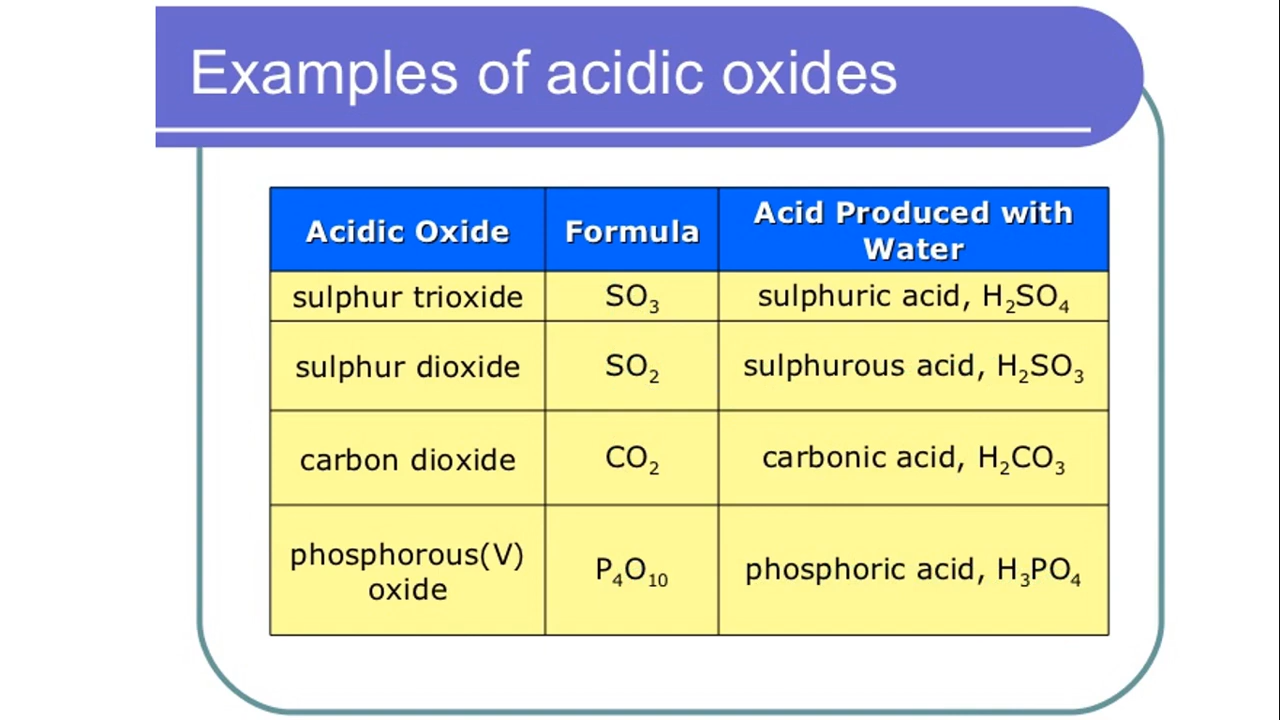 Examples of acidic oxides
Acidic Oxide Formula Acid Produced with
Water
sulphur trioxide SO₃ sulphuric acid, H₂SO₄
sulphur dioxide SO₂ sulphurous acid, H₂SO₃
carbon dioxide CO₂ carbonic acid, H₂CO₃
phosphorous(V)
oxide P₄O₁₀ phosphoric acid, H₃PO₄